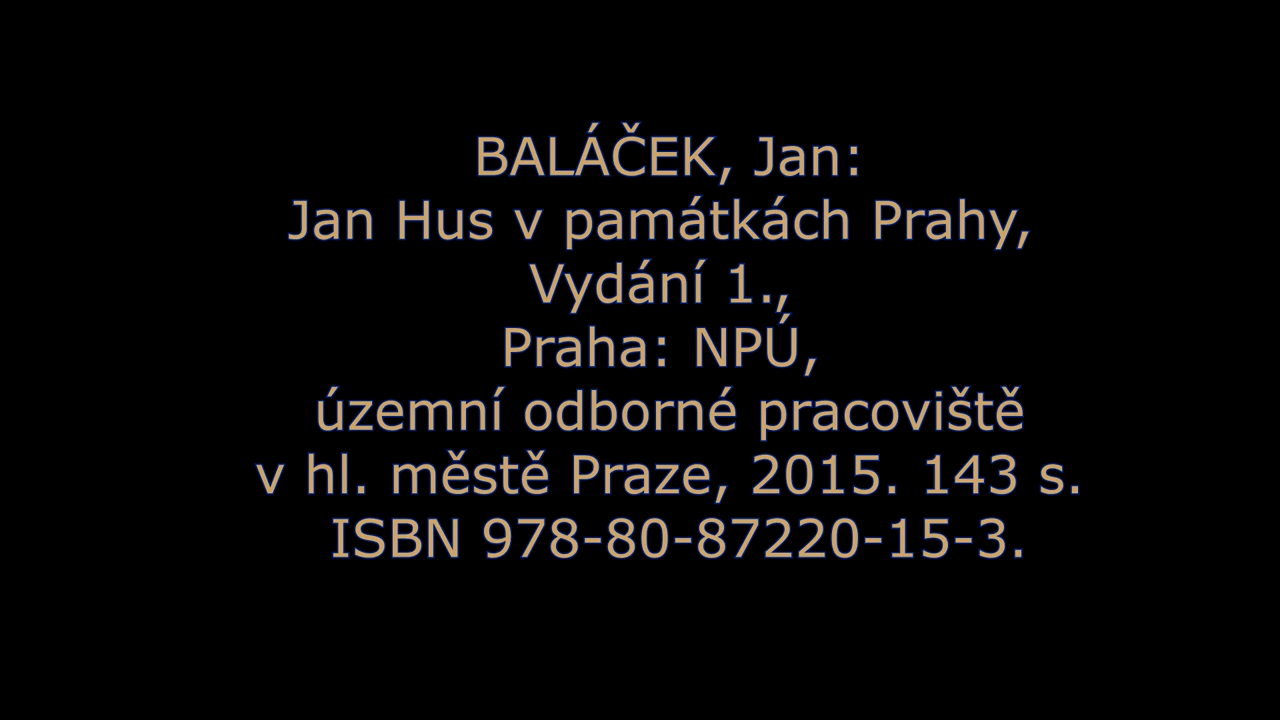 BALÁČEK, Jan:
Jan Hus v památkách Prahy,
Vydání 1.,
Praha: NPÚ,
územní odborné pracoviště
v hl. městě Praze, 2015. 143 s.
ISBN 978-80-87220-15-3.